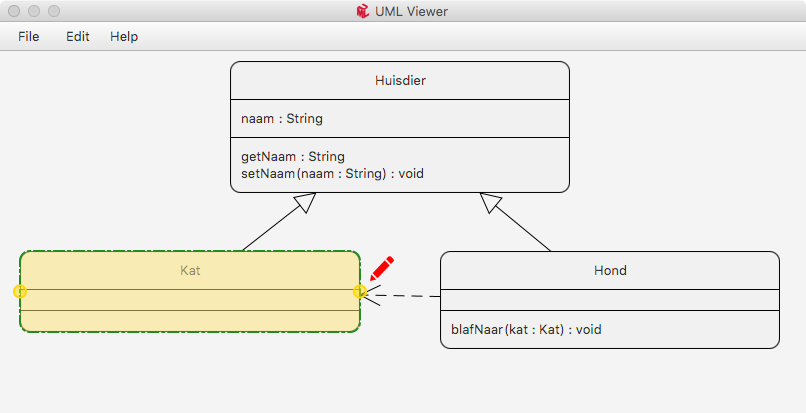 UML Viewer
File Edit Help
Huisdier
naam : String
getNaam : String
setNaam(naam : String) : void
Kat
Hond
blafNaar(kat : Kat) : void